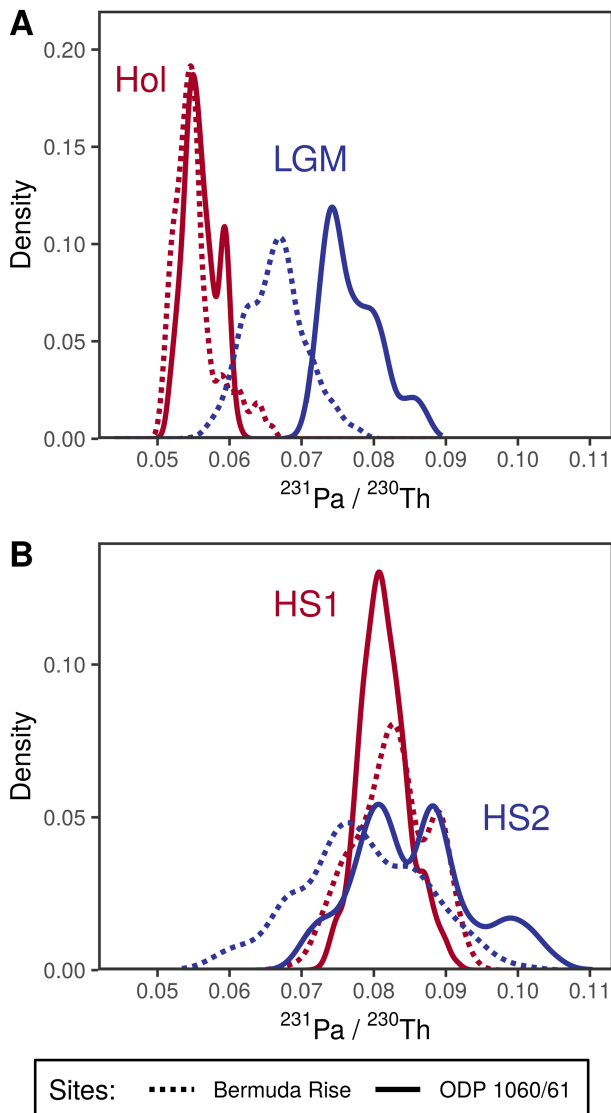 A
Hol
LGM
0.20
0.15
0.10
0.05
0.00
Density
0.05 0.06 0.07 0.08 0.09 0.10 0.11
²³¹Pa / ²³⁰Th
B
HS1
HS2
0.10
0.05
0.00
Density
0.05 0.06 0.07 0.08 0.09 0.10 0.11
²³¹Pa / ²³⁰Th
Sites: Bermuda Rise ODP 1060/61